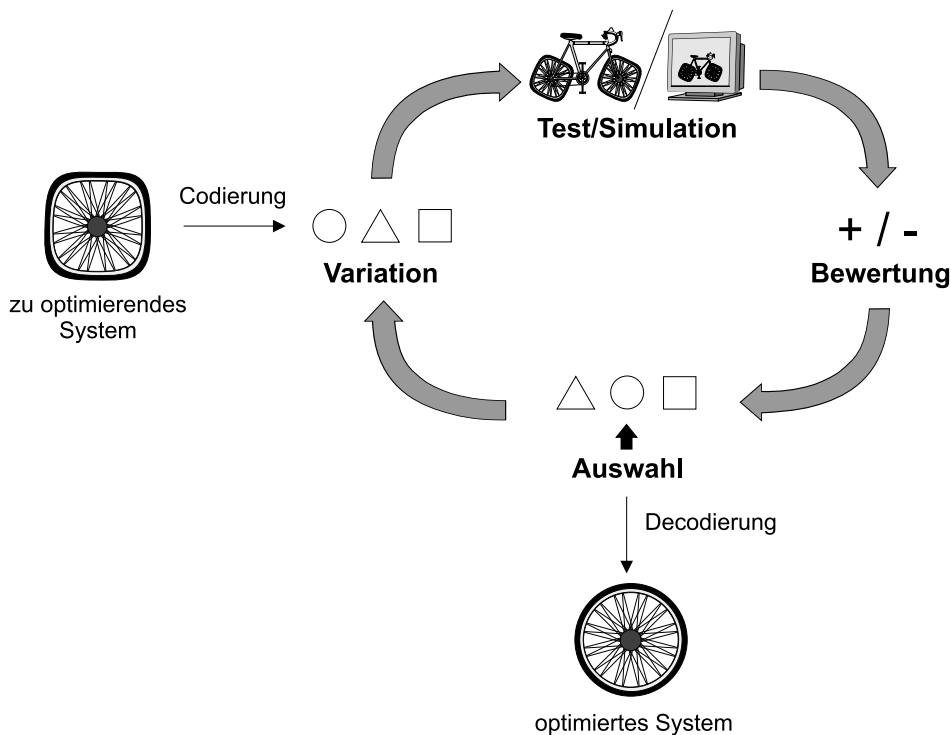 Test/Simulation
Codierung
+ / -
Variation
Bewertung
zu optimierendes
System
Auswahl
Decodierung
optimiertes System